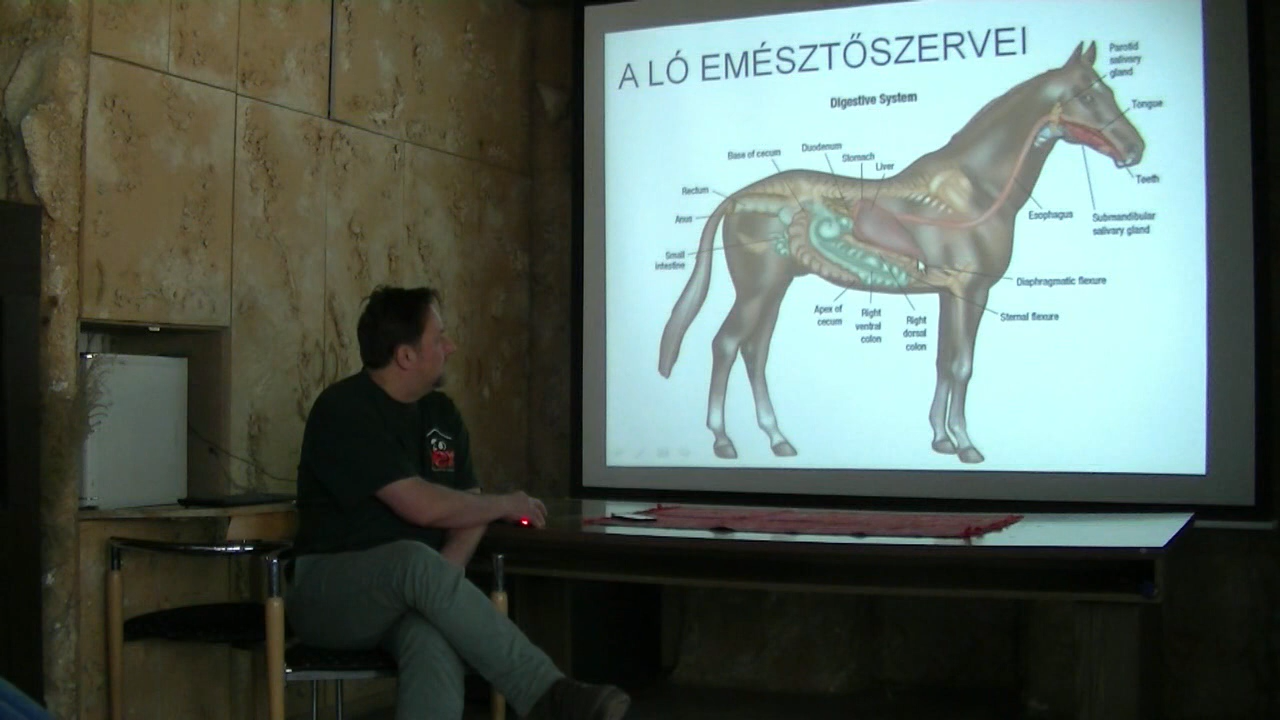 A LÓ EMÉSZTŐSZERVEI
Digestive System
Parotid
salivary
gland
Tongue
Teeth
Base of cecum
Duodenum
Stomach
Liver
Rectum
Anus
Small
intestine
Esophagus
Submandibular
salivary gland
Diaphragmatic flexure
Sternal flexure
Apex of
cecum
Right
ventral
colon
Right
dorsal
colon